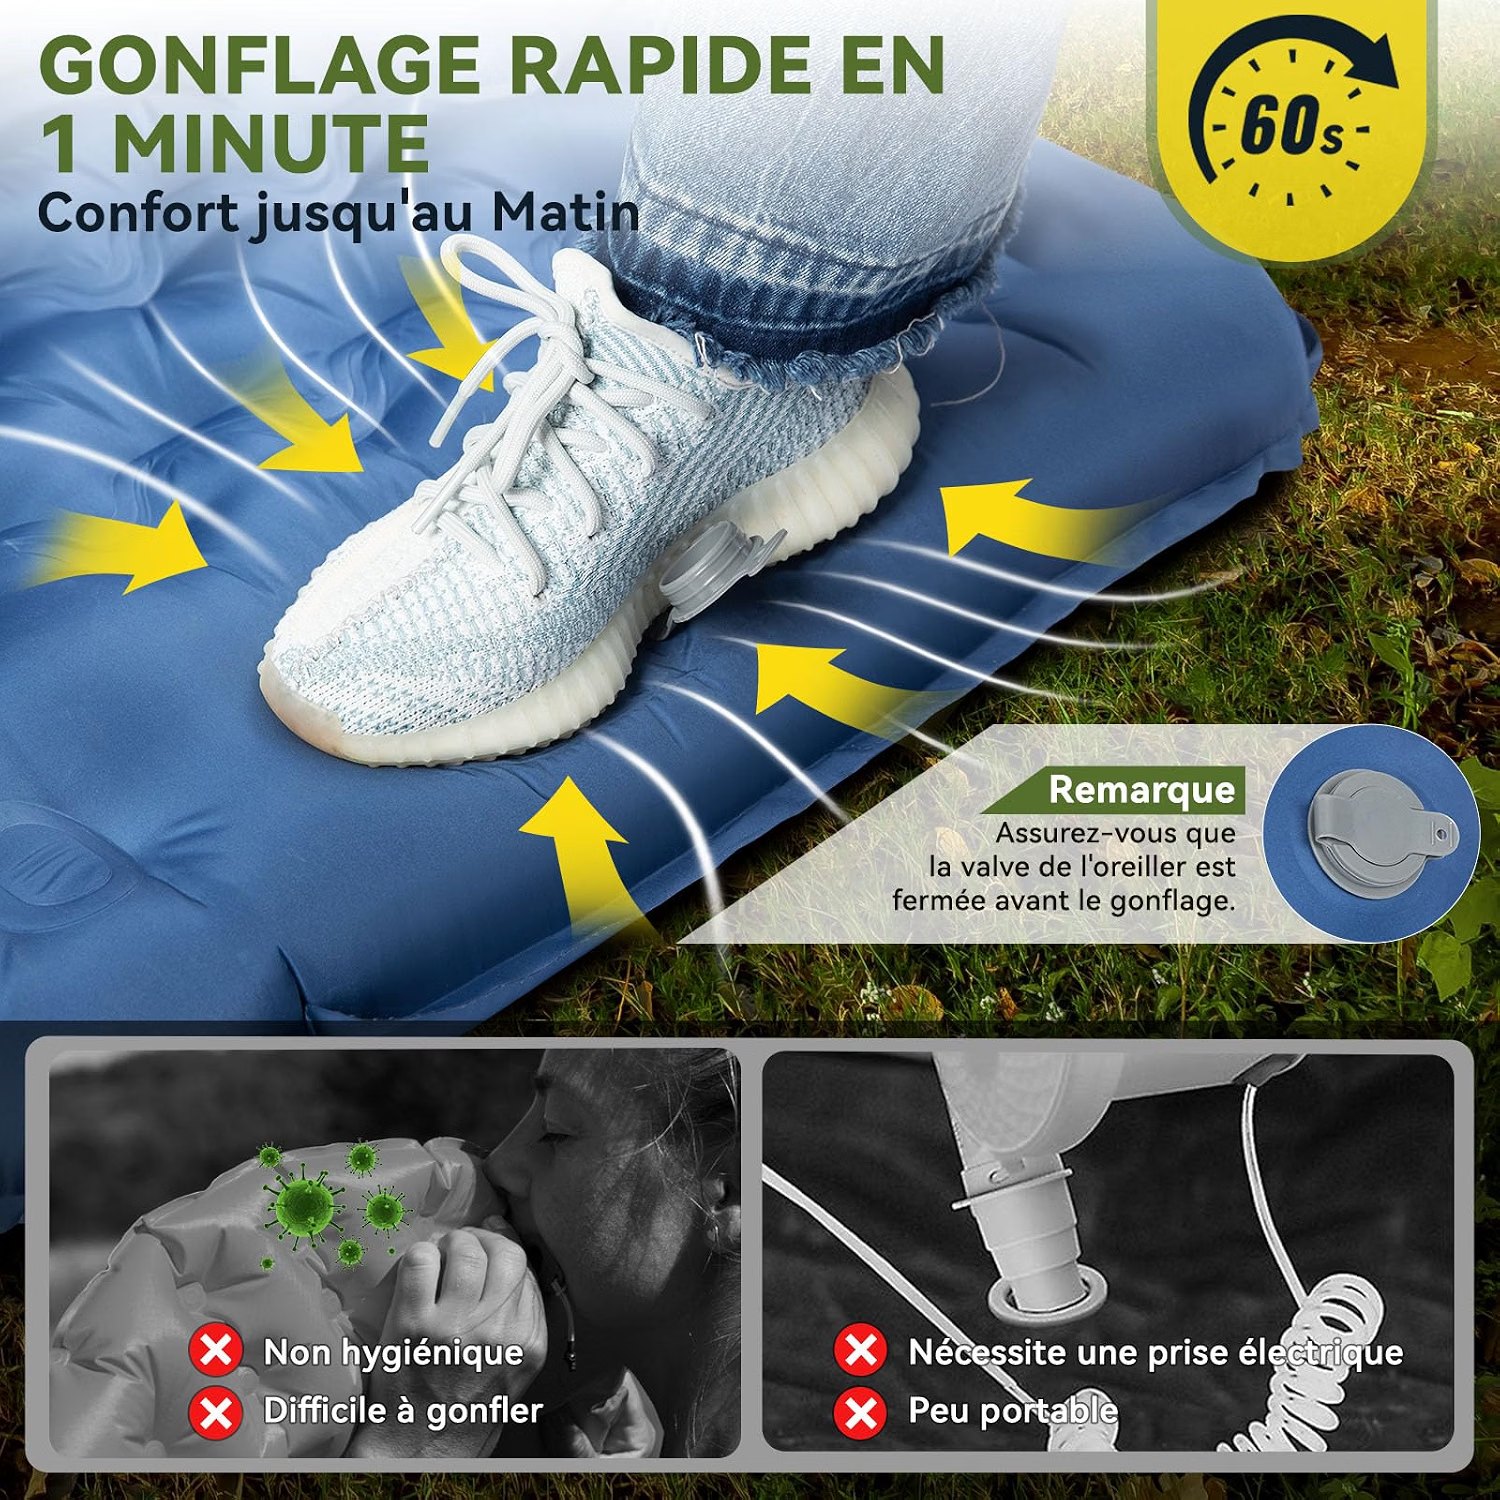 GONFLAGE RAPIDE EN
1 MINUTE
Confort jusqu'au Matin
60s
Remarque
Assurez-vous que
la valve de l'oreiller est
fermée avant le gonflage.
Non hygiénique
Difficile à gonfler
Nécessite une prise électrique
Peu portable